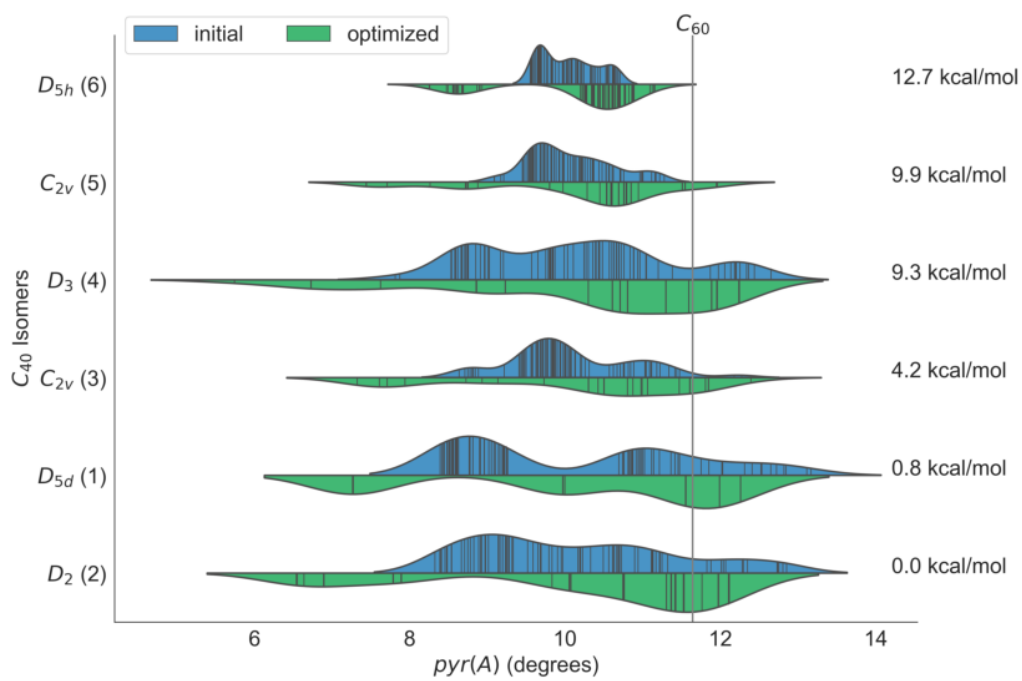 initial optimized
C₆₀
D₅ₕ (6) 12.7 kcal/mol
C₂ᵥ (5) 9.9 kcal/mol
D₃ (4) 9.3 kcal/mol
C₂ᵥ (3) 4.2 kcal/mol
D₅d (1) 0.8 kcal/mol
D₂ (2) 0.0 kcal/mol
C₄₀ Isomers
6 8 10 12 14
pyr(A) (degrees)